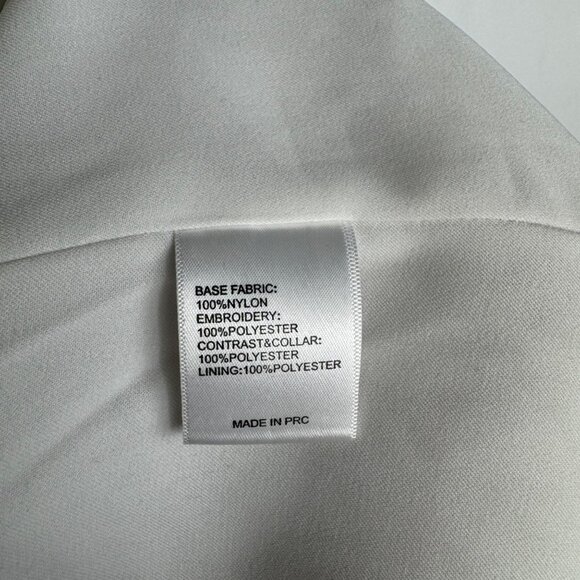 BASE FABRIC:
100%NYLON
EMBROIDERY:
100%POLYESTER
CONTRAST&COLLAR:
100%POLYESTER
LINING:100%POLYESTER
MADE IN PRC